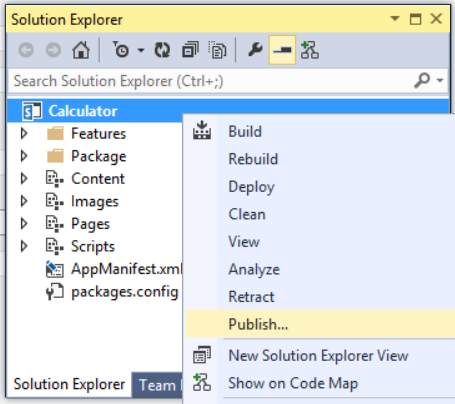 Solution Explorer
Search Solution Explorer (Ctrl+;)
Calculator
Features
Package
Content
Images
Pages
Scripts
AppManifest.xml
packages.config
Build
Rebuild
Deploy
Clean
View
Analyze
Retract
Publish...
New Solution Explorer View
Show on Code Map
Solution Explorer
Team